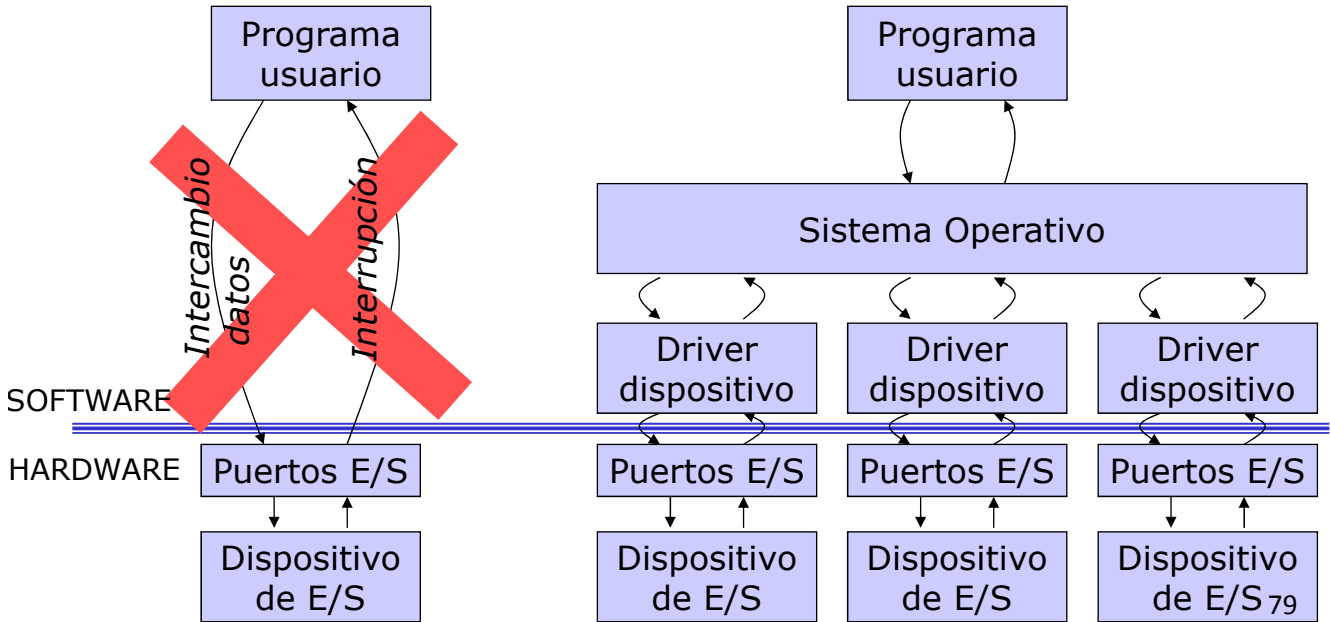 Programa
usuario
Programa
usuario
Intercambio
datos
Interrupción
Sistema Operativo
Driver
dispositivo
Driver
dispositivo
Driver
dispositivo
SOFTWARE
HARDWARE
Puertos E/S
Puertos E/S
Puertos E/S
Puertos E/S
Dispositivo
de E/S
Dispositivo
de E/S
Dispositivo
de E/S
Dispositivo
de E/S
79